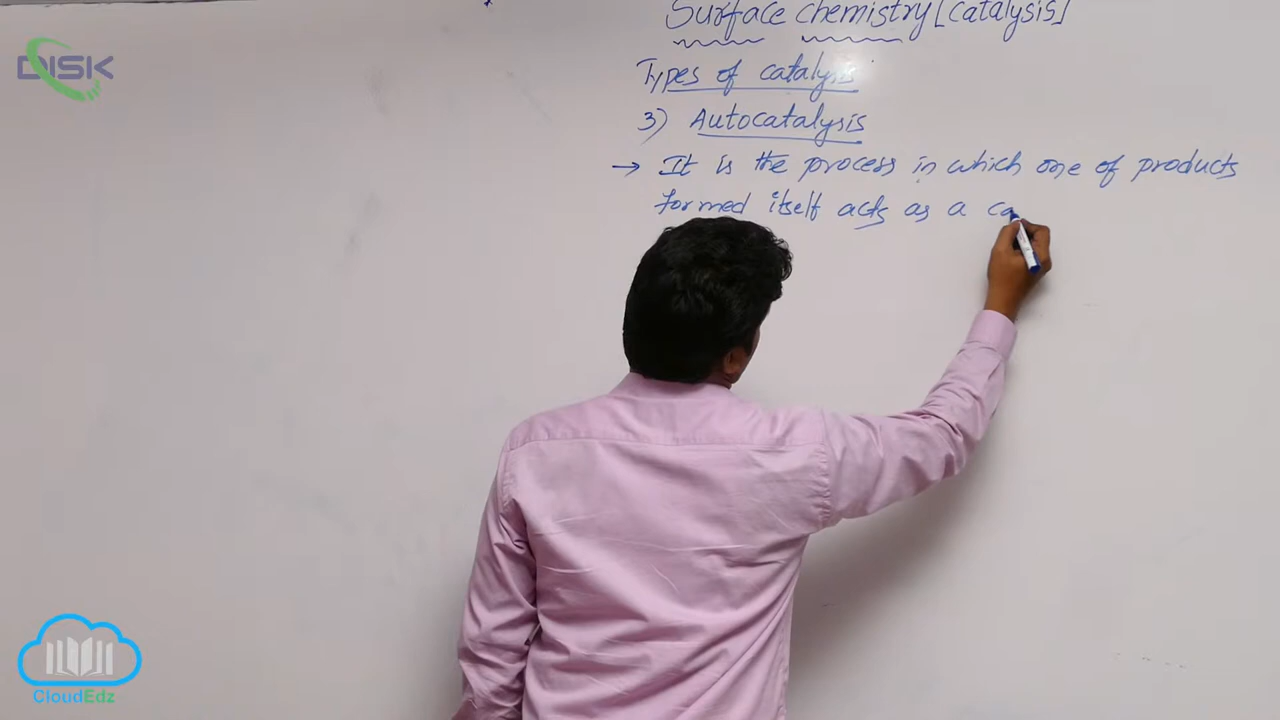 DISK
Surface chemistry [catalysis]
Types of catalysis
3) Autocatalysis
→ It is the process in which one of products
formed itself acts as a ca
CloudEdz